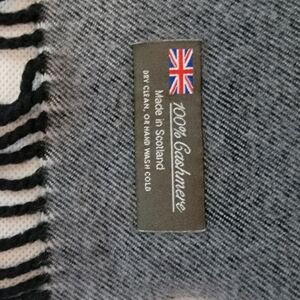 100% Cashmere
Made in Scotland
DRY CLEAN, OR HAND WASH COLD